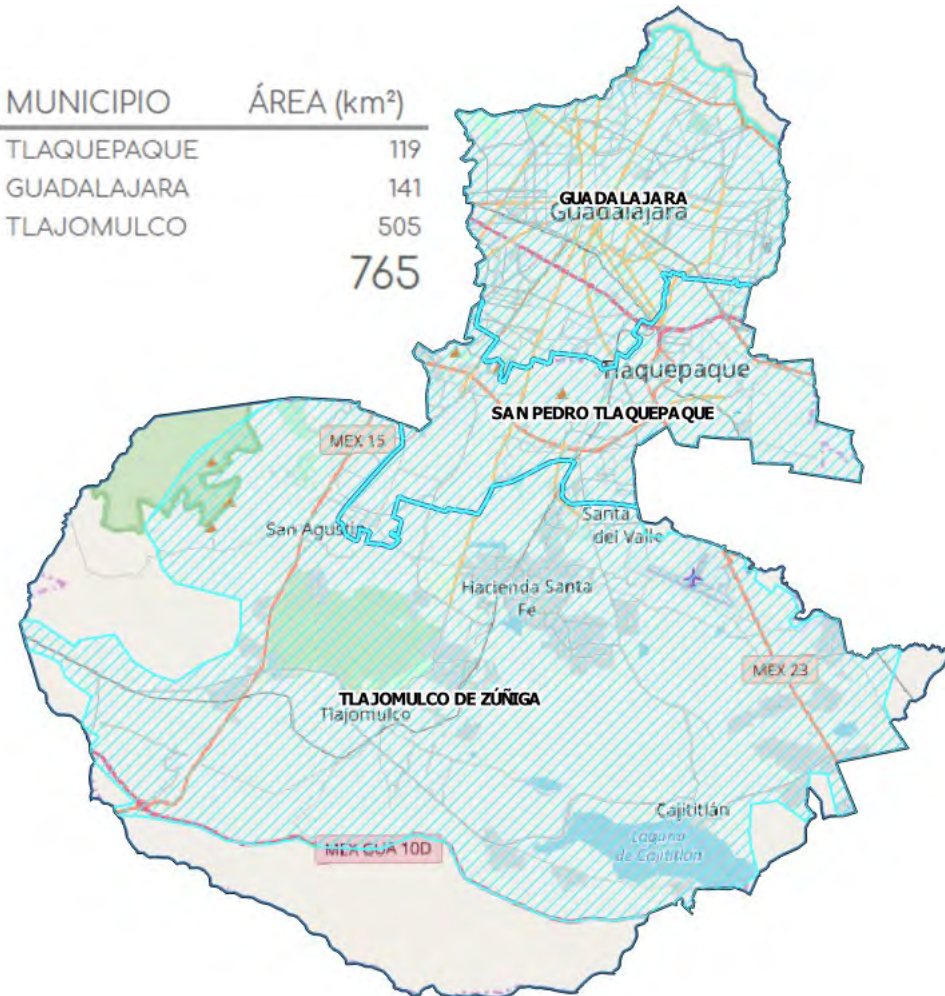 MUNICIPIO ÁREA (km²)
TLAQUEPAQUE 119
GUADALAJARA 141
TLAJOMULCO 505
765
GUADALAJARA
Guadalajara
Tlaquepaque
SAN PEDRO TLAQUEPAQUE
MEX 15
San Agustín
Santa
del Valle
Hacienda Santa
Fe
MEX 23
TLAJOMULCO DE ZÚÑIGA
Tlajomulco
Cajititlán
Laguna
de Cajititlán
MEX GUA 10D